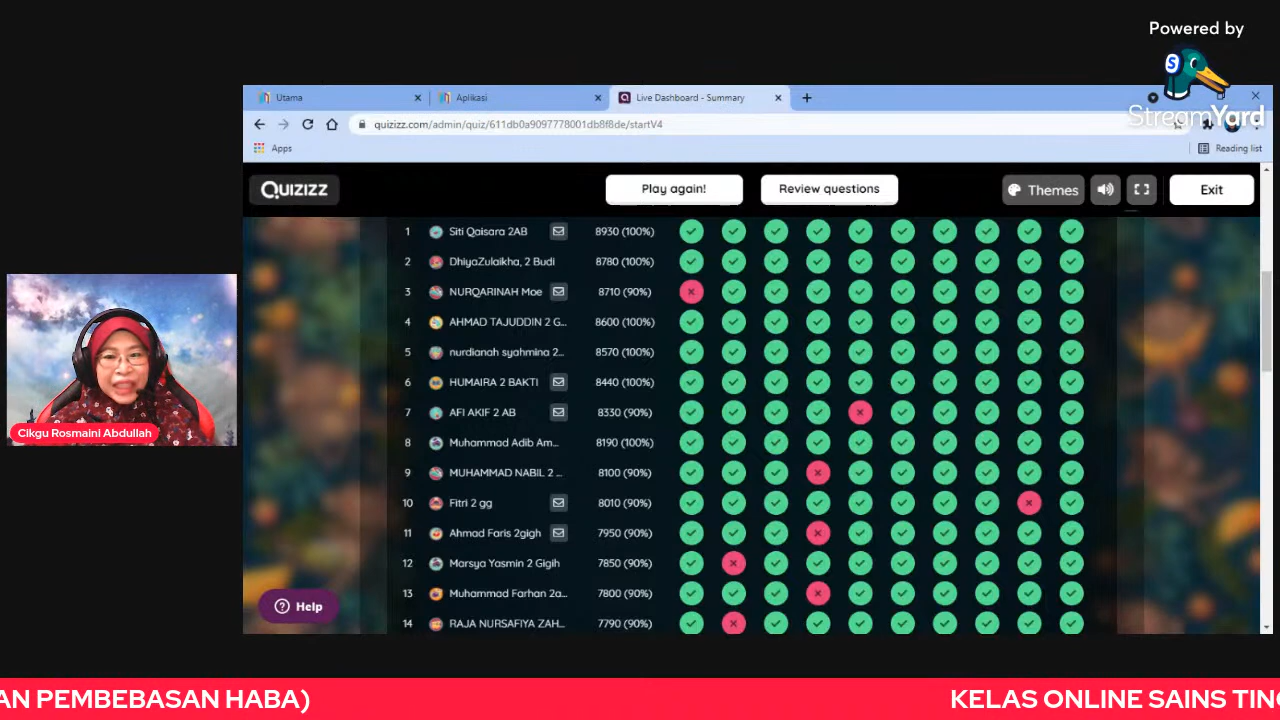 Powered by
StreamYard
Utama
Aplikasi
Live Dashboard - Summary
quizizz.com/admin/quiz/611db0a9097778001db8f8de/startV4
Apps
Reading list
QUIZIZZ
Play again!
Review questions
Themes
Exit
1 Siti Qaisara 2AB 8930 (100%)
2 DhiyaZulaikha, 2 Budi 8780 (100%)
3 NURQARINAH Moe 8710 (90%)
4 AHMAD TAJUDDIN 2 G... 8600 (100%)
5 nurdianah syahmina 2... 8570 (100%)
6 HUMAIRA 2 BAKTI 8440 (100%)
7 AFI AKIF 2 AB 8330 (90%)
8 Muhammad Adib Am... 8190 (100%)
9 MUHAMMAD NABIL 2 ... 8100 (90%)
10 Fitri 2 gg 8010 (90%)
11 Ahmad Faris 2gigh 7950 (90%)
12 Marsya Yasmin 2 Gigih 7850 (90%)
13 Muhammad Farhan 2a... 7800 (90%)
14 RAJA NURSAFIYA ZAH... 7790 (90%)
Help
Cikgu Rosmaini Abdullah
AN PEMBEBASAN HABA)
KELAS ONLINE SAINS TING